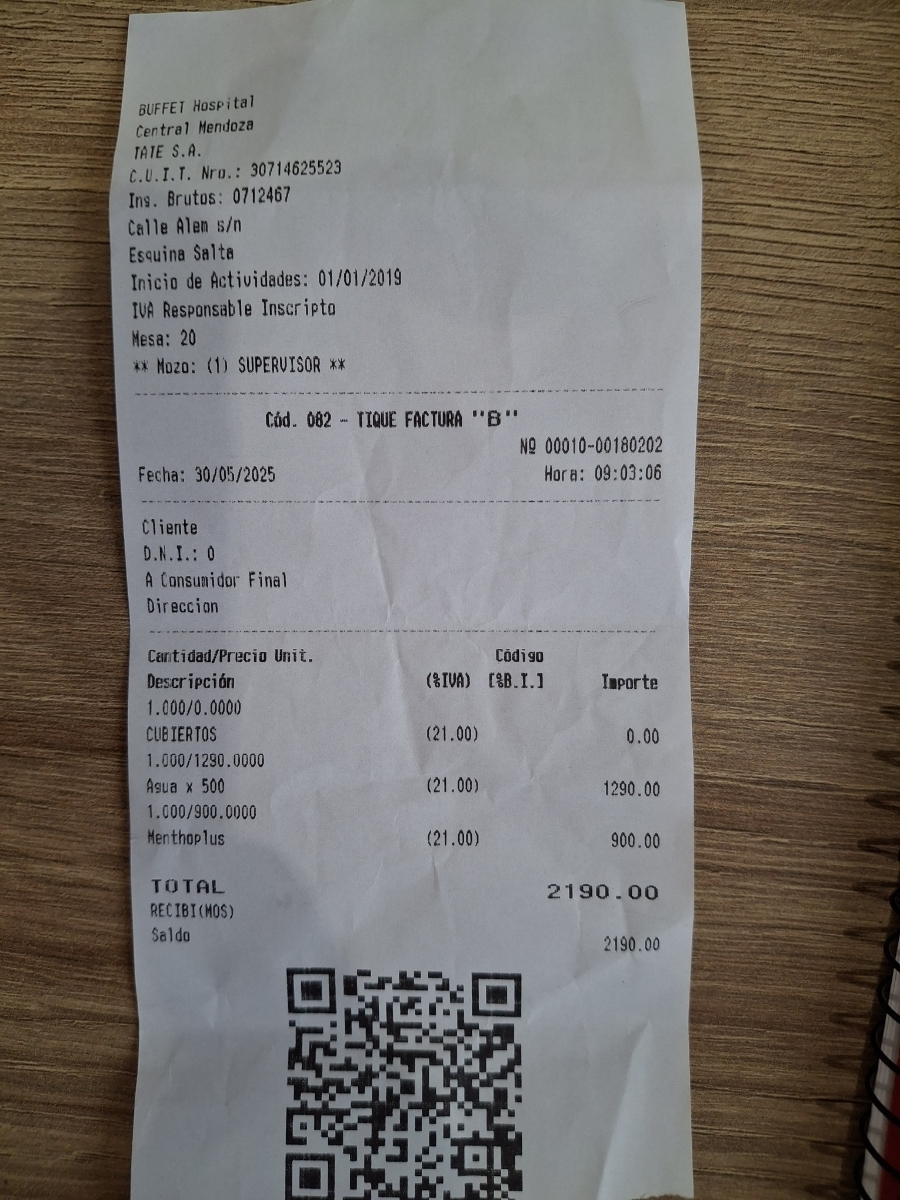 BUFFET Hospital
Central Mendoza
TATE S.A.
C.U.I.T. Nro.: 30714625523
Ing. Brutos: 0712467
Calle Alem s/n
Esquina Salta
Inicio de Actividades: 01/01/2019
IVA Responsable Inscripto
Mesa: 20
** Mozo: (1) SUPERVISOR **
Cód. 082 - TIQUE FACTURA "B"
Nº 00010-00180202
Fecha: 30/05/2025 Hora: 09:03:06
Cliente
D.N.I.: 0
A Consumidor Final
Direccion
Cantidad/Precio Unit. Código
Descripción (%IVA) [%B.I.] Importe
1.000/0.0000
CUBIERTOS (21.00) 0.00
1.000/1290.0000
Agua x 500 (21.00) 1290.00
1.000/900.0000
Menthoplus (21.00) 900.00
TOTAL 2190.00
RECIBI(MOS)
Saldo 2190.00